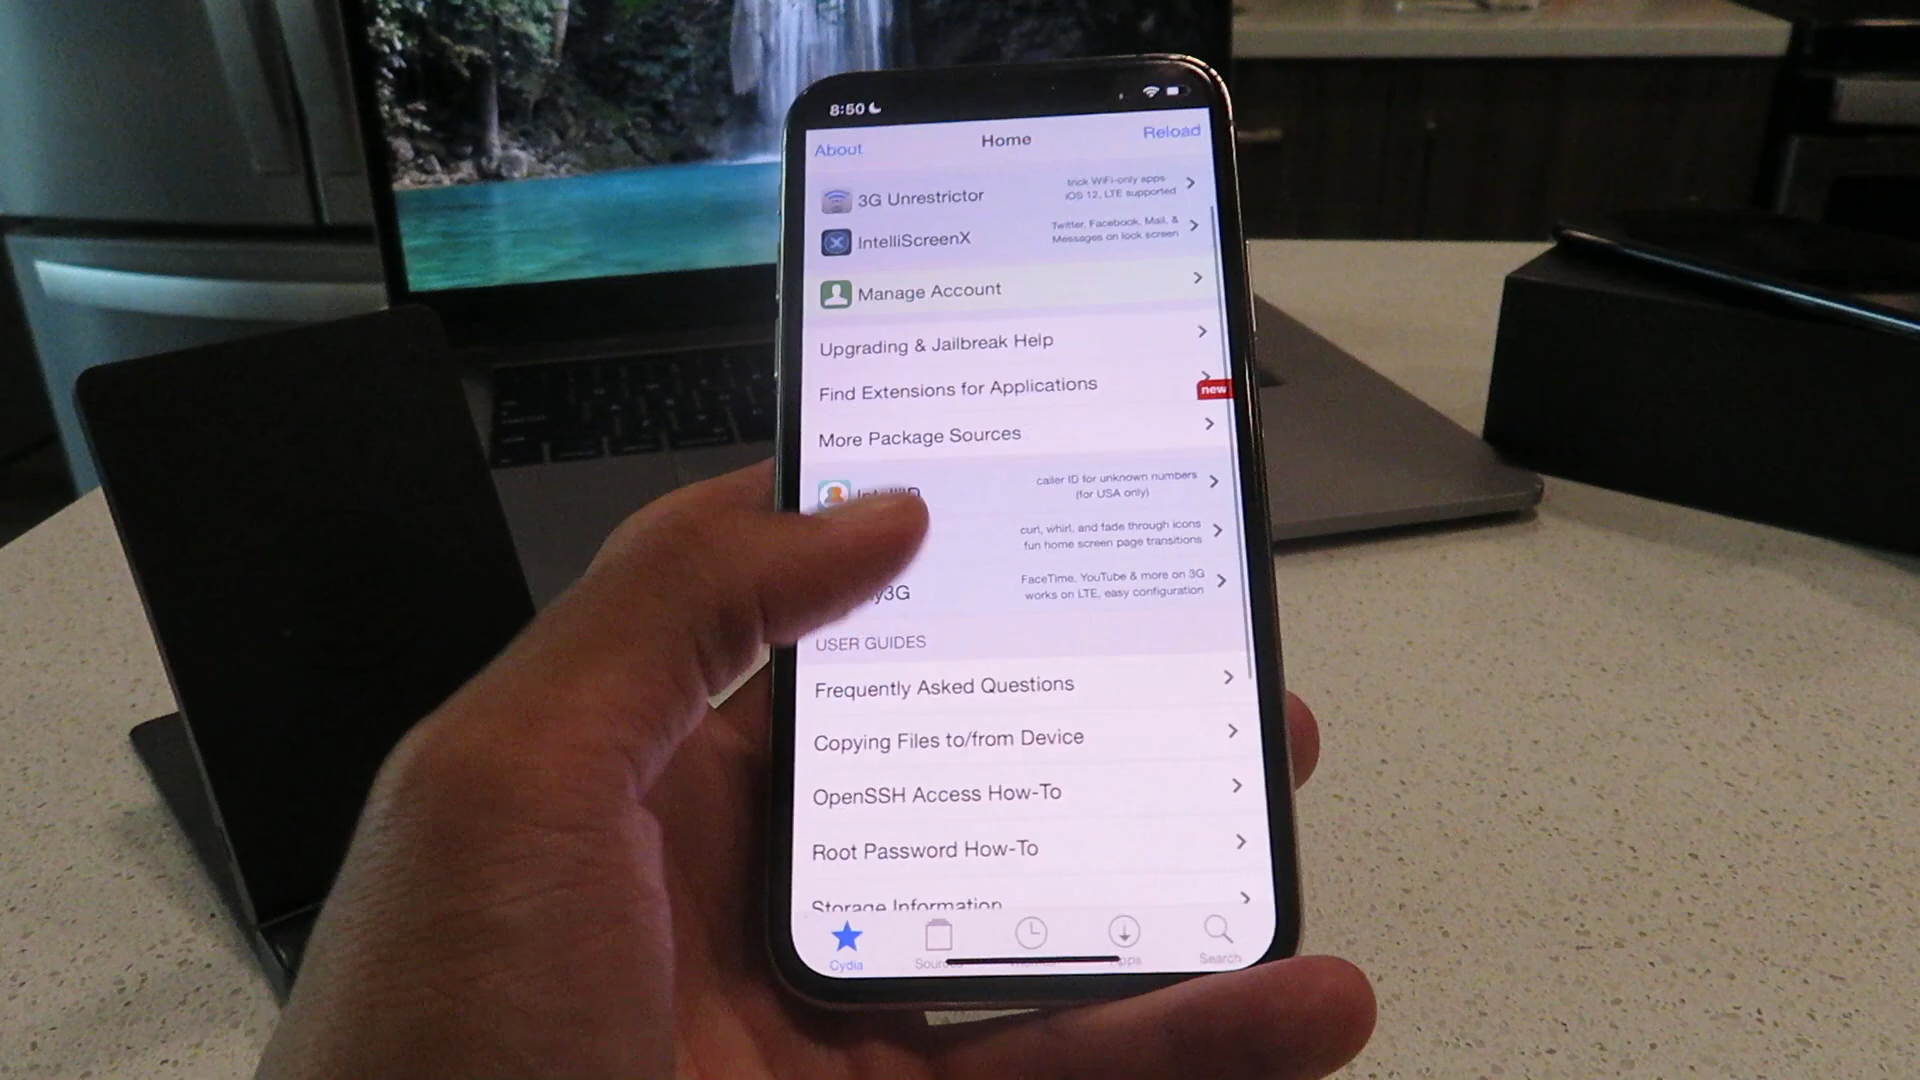 8:50
About
Home
Reload
3G Unrestrictor
trick WiFi-only apps
iOS 12, LTE supported
IntelliScreenX
Twitter, Facebook, Mail, &
Messages on lock screen
Manage Account
Upgrading & Jailbreak Help
Find Extensions for Applications
new
More Package Sources
caller ID for unknown numbers
(for USA only)
curl, whirl, and fade through icons
fun home screen page transitions
y3G
FaceTime, YouTube & more on 3G
works on LTE, easy configuration
USER GUIDES
Frequently Asked Questions
Copying Files to/from Device
OpenSSH Access How-To
Root Password How-To
Storage Information
Cydia
Search